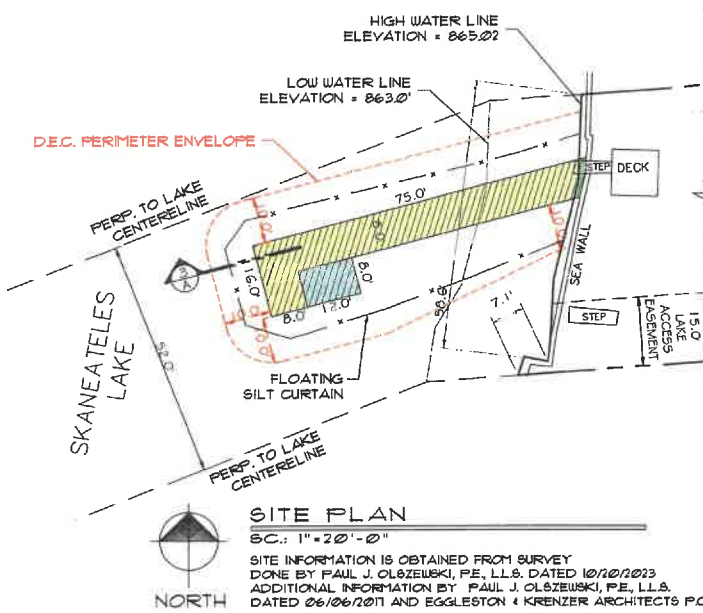 HIGH WATER LINE
ELEVATION = 865.02
LOW WATER LINE
ELEVATION = 863.0'
D.E.C. PERIMETER ENVELOPE
STEP
DECK
75.0'
PERP. TO LAKE
CENTERELINE
SEA WALL
3
A
16.0'
8.0'
8.0'
12.0'
7.1'
STEP
15.0
LAKE
ACCESS
EASEMENT
SKANEATELES
LAKE
FLOATING
SILT CURTAIN
PERP. TO LAKE
CENTERELINE
SITE PLAN
SC.: 1"=20'-0"
NORTH
SITE INFORMATION IS OBTAINED FROM SURVEY
DONE BY PAUL J. OLSZEWSKI, P.E., L.L.S. DATED 10/20/2023
ADDITIONAL INFORMATION BY PAUL J. OLSZEWSKI, P.E., L.L.S.
DATED 06/06/2017 AND EGGLESTON & KRENZER ARCHITECTS P.C